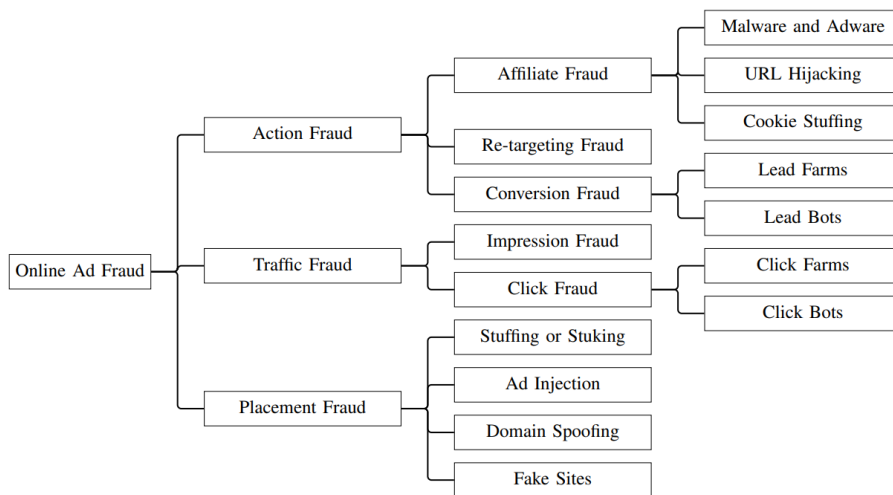 Malware and Adware
Affiliate Fraud
URL Hijacking
Cookie Stuffing
Action Fraud
Re-targeting Fraud
Lead Farms
Conversion Fraud
Lead Bots
Impression Fraud
Online Ad Fraud
Traffic Fraud
Click Farms
Click Fraud
Click Bots
Stuffing or Stuking
Ad Injection
Placement Fraud
Domain Spoofing
Fake Sites